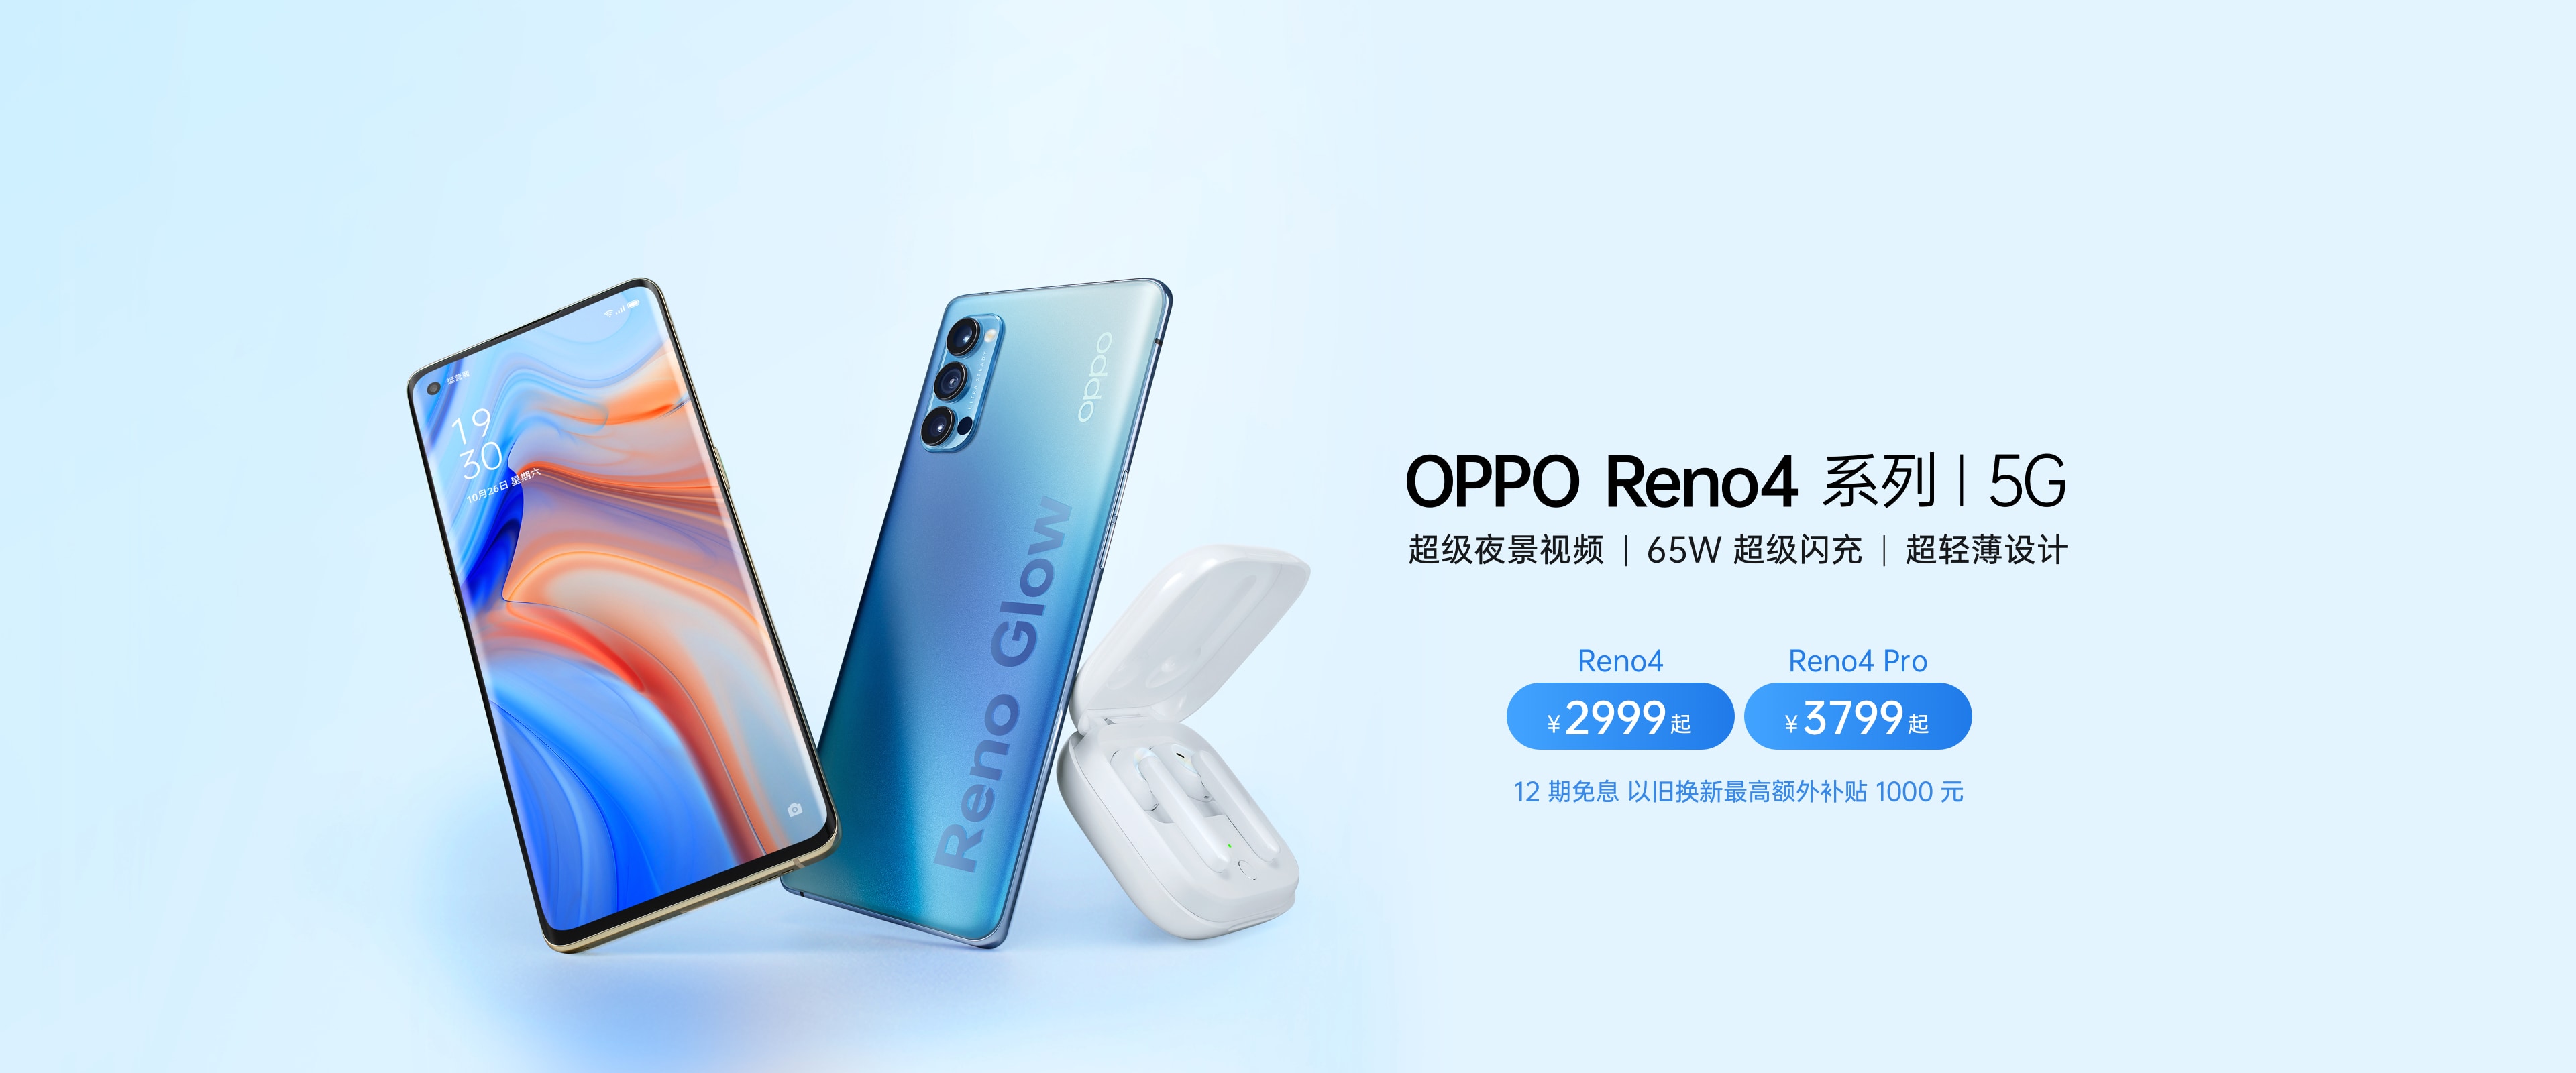 运营商
19
30
10月26日 星期六
oppo
Reno Glow
OPPO Reno4 系列 | 5G
超级夜景视频 | 65W 超级闪充 | 超轻薄设计
Reno4
Reno4 Pro
¥2999起
¥3799起
12 期免息 以旧换新最高额外补贴 1000 元